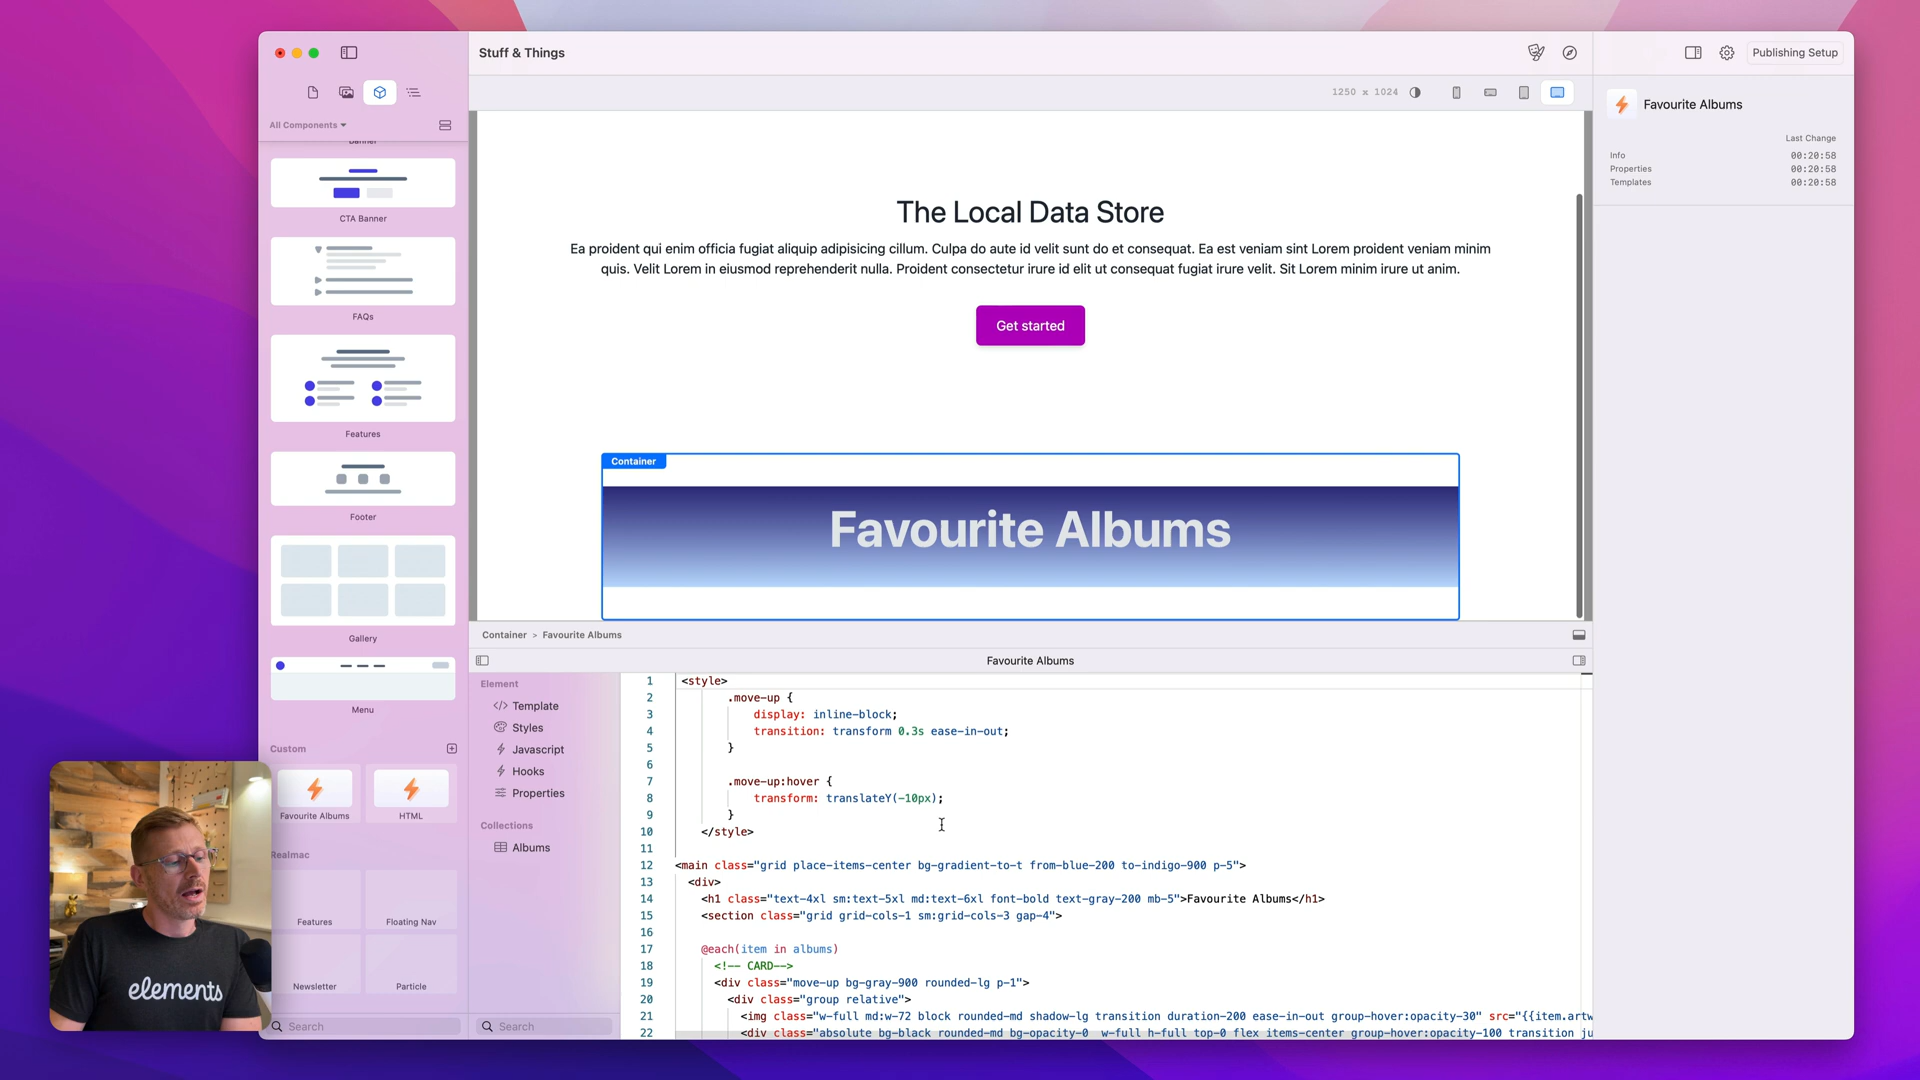 Stuff & Things
Publishing Setup
1250 x 1024
All Components
Banner
CTA Banner
FAQs
Features
Footer
Gallery
Menu
Custom
Favourite Albums
HTML
Realmac
Features
Floating Nav
Newsletter
Particle
Search
The Local Data Store
Ea proident qui enim officia fugiat aliquip adipisicing cillum. Culpa do aute id velit sunt do et consequat. Ea est veniam sint Lorem proident veniam minim
quis. Velit Lorem in eiusmod reprehenderit nulla. Proident consectetur irure id elit ut consequat fugiat irure velit. Sit Lorem minim irure ut anim.
Get started
Container
Favourite Albums
Container > Favourite Albums
Favourite Albums
Element
Template
Styles
Javascript
Hooks
Properties
Collections
Albums
Search
1 <style>
2 .move-up {
3 display: inline-block;
4 transition: transform 0.3s ease-in-out;
5 }
6
7 .move-up:hover {
8 transform: translateY(-10px);
9 }
10 </style>
11
12 <main class="grid place-items-center bg-gradient-to-t from-blue-200 to-indigo-900 p-5">
13 <div>
14 <h1 class="text-4xl sm:text-5xl md:text-6xl font-bold text-gray-200 mb-5">Favourite Albums</h1>
15 <section class="grid grid-cols-1 sm:grid-cols-3 gap-4">
16
17 @each(item in albums)
18 <!-- CARD-->
19 <div class="move-up bg-gray-900 rounded-lg p-1">
20 <div class="group relative">
21 <img class="w-full md:w-72 block rounded-md shadow-lg transition duration-200 ease-in-out group-hover:opacity-30" src="{{item.artw
22 <div class="absolute bg-black rounded-md bg-opacity-0 w-full h-full top-0 flex items-center group-hover:opacity-100 transition ju
Favourite Albums
Last Change
Info 00:20:58
Properties 00:20:58
Templates 00:20:58
elements